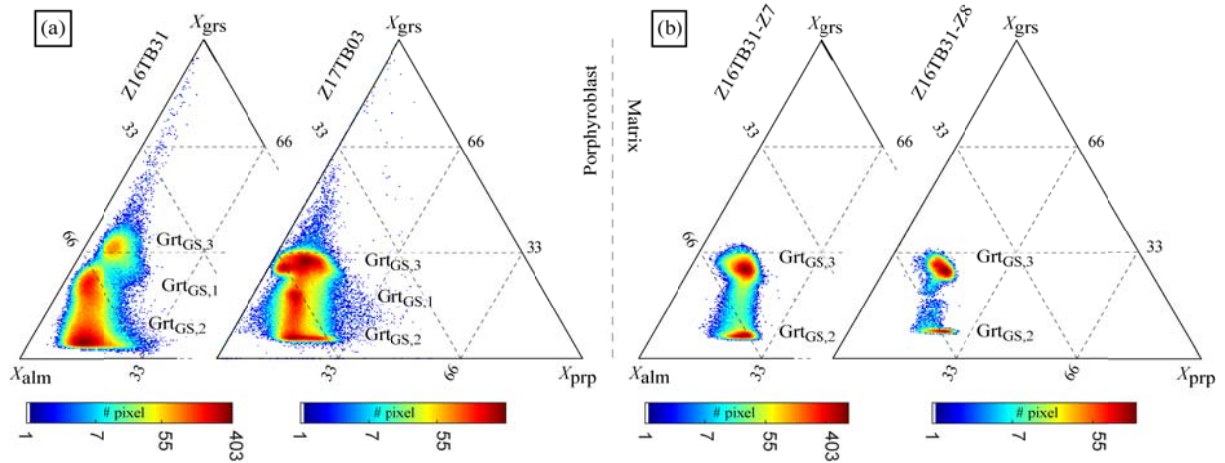 (a)
Xgrs
Xgrs
(b)
Xgrs
Xgrs
Z16TB31
Z17TB03
Porphyroblast
Matrix
Z16TB31-Z7
Z16TB31-Z8
33
66
33
66
33
66
33
66
66
GrtGS,3
GrtGS,1
GrtGS,2
GrtGS,3
GrtGS,1
GrtGS,2
33
66
GrtGS,3
GrtGS,2
GrtGS,3
GrtGS,2
33
Xalm
33
33
66
Xprp
Xalm
33
33
66
Xprp
# pixel
# pixel
# pixel
# pixel
1
7
55
403
1
7
55
1
7
55
403
1
7
55